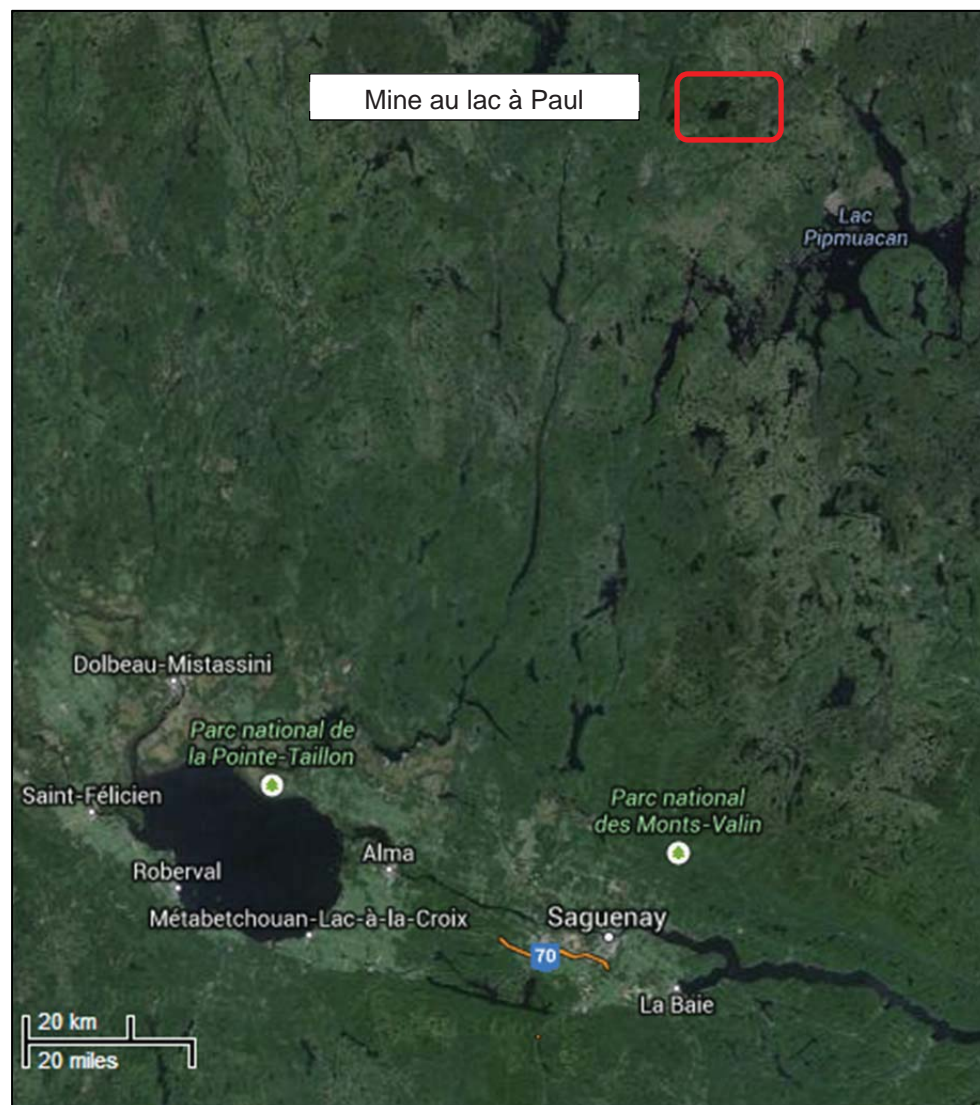 Mine au lac à Paul
Lac
Pipmuacan
Dolbeau-Mistassini
Parc national de
la Pointe-Taillon
Saint-Félicien
Parc national
des Monts-Valin
Alma
Roberval
Métabetchouan-Lac-à-la-Croix
Saguenay
70
La Baie
20 km
20 miles